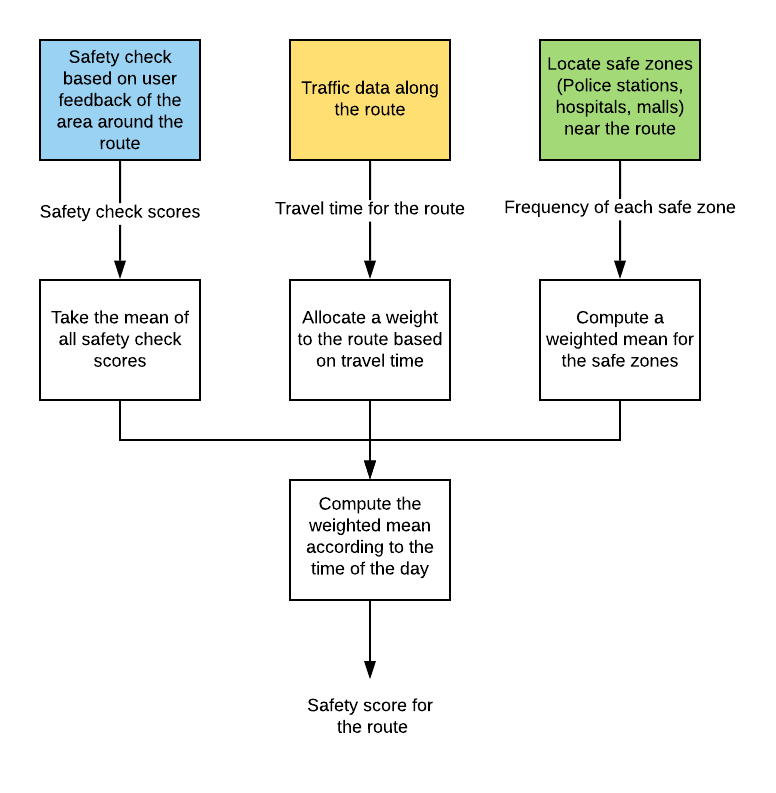 Safety check
based on user
feedback of the
area around the
route
Traffic data along
the route
Locate safe zones
(Police stations,
hospitals, malls)
near the route
Safety check scores
Travel time for the route
Frequency of each safe zone
Take the mean of
all safety check
scores
Allocate a weight
to the route based
on travel time
Compute a
weighted mean for
the safe zones
Compute the
weighted mean
according to the
time of the day
Safety score for
the route